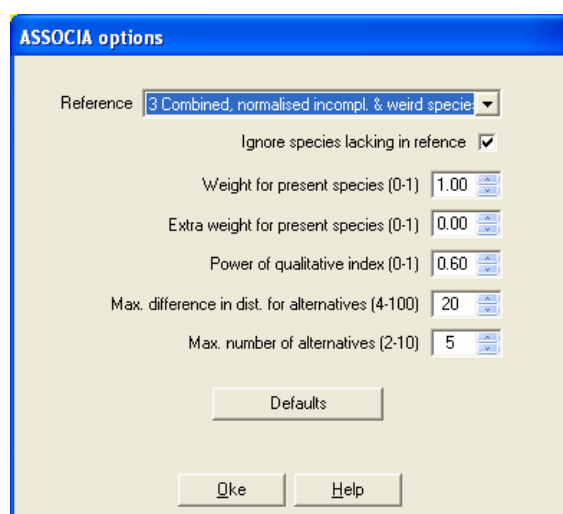 ASSOCIA options
Reference 3 Combined, normalised incompl. & weird specie
Ignore species lacking in refence
Weight for present species (0-1) 1.00
Extra weight for present species (0-1) 0.00
Power of qualitative index (0-1) 0.60
Max. difference in dist. for alternatives (4-100) 20
Max. number of alternatives (2-10) 5
Defaults
Oke Help